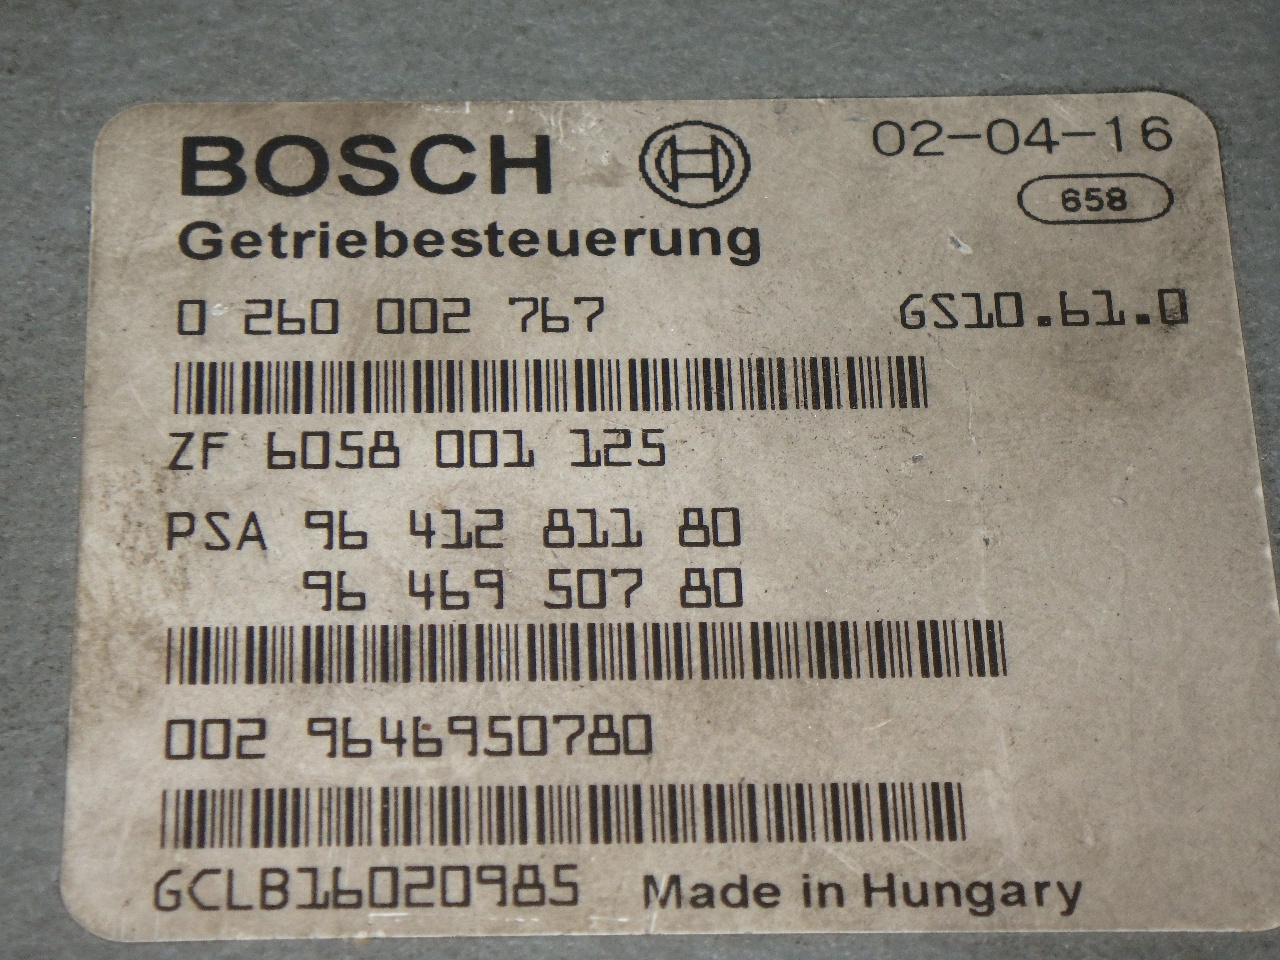 BOSCH 02-04-16
658
Getriebesteuerung
0 260 002 767 GS10.61.0
ZF 6058 001 125
PSA 96 412 811 80
96 469 507 80
002 9646950780
GCLB16020985 Made in Hungary